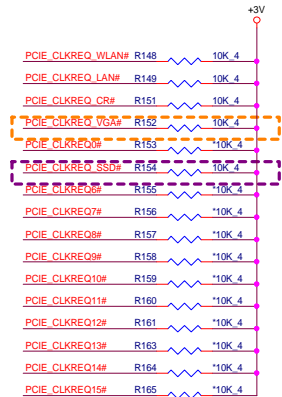 +3V
PCIE_CLKREQ_WLAN# R148 10K_4
PCIE_CLKREQ_LAN# R149 10K_4
PCIE_CLKREQ_CR# R151 10K_4
PCIE_CLKREQ_VGA# R152 10K_4
PCIE_CLKREQ0# R153 *10K_4
PCIE_CLKREQ_SSD# R154 10K_4
PCIE_CLKREQ6# R155 *10K_4
PCIE_CLKREQ7# R156 *10K_4
PCIE_CLKREQ8# R157 *10K_4
PCIE_CLKREQ9# R158 *10K_4
PCIE_CLKREQ10# R159 *10K_4
PCIE_CLKREQ11# R160 *10K_4
PCIE_CLKREQ12# R161 *10K_4
PCIE_CLKREQ13# R163 *10K_4
PCIE_CLKREQ14# R164 *10K_4
PCIE_CLKREQ15# R165 *10K_4